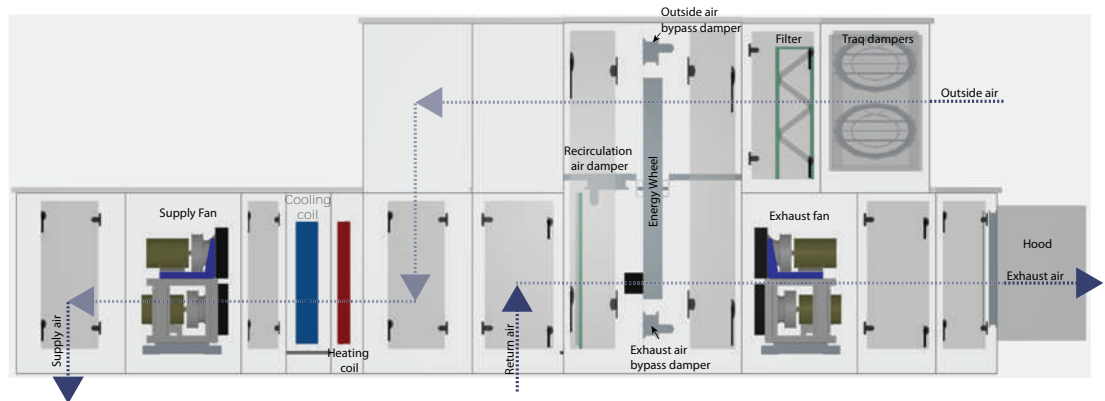 Outside air
bypass damper
Filter
Traq dampers
Outside air
Recirculation
air damper
Energy Wheel
Supply Fan
Cooling
coil
Exhaust fan
Hood
Exhaust air
Supply air
Heating
coil
Return air
Exhaust air
bypass damper